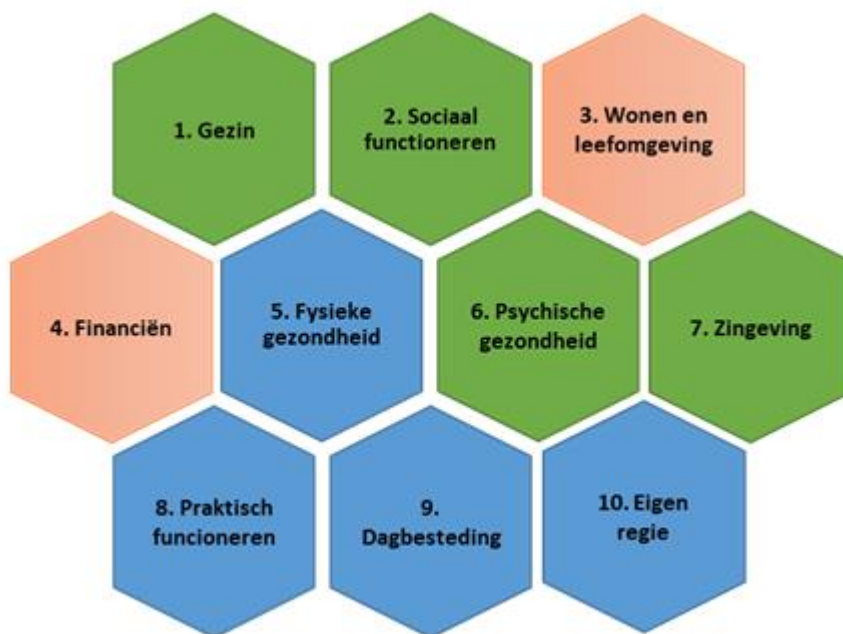 1. Gezin
2. Sociaal
functioneren
3. Wonen en
leefomgeving
4. Financiën
5. Fysieke
gezondheid
6. Psychische
gezondheid
7. Zingeving
8. Praktisch
funcioneren
9.
Dagbesteding
10. Eigen
regie